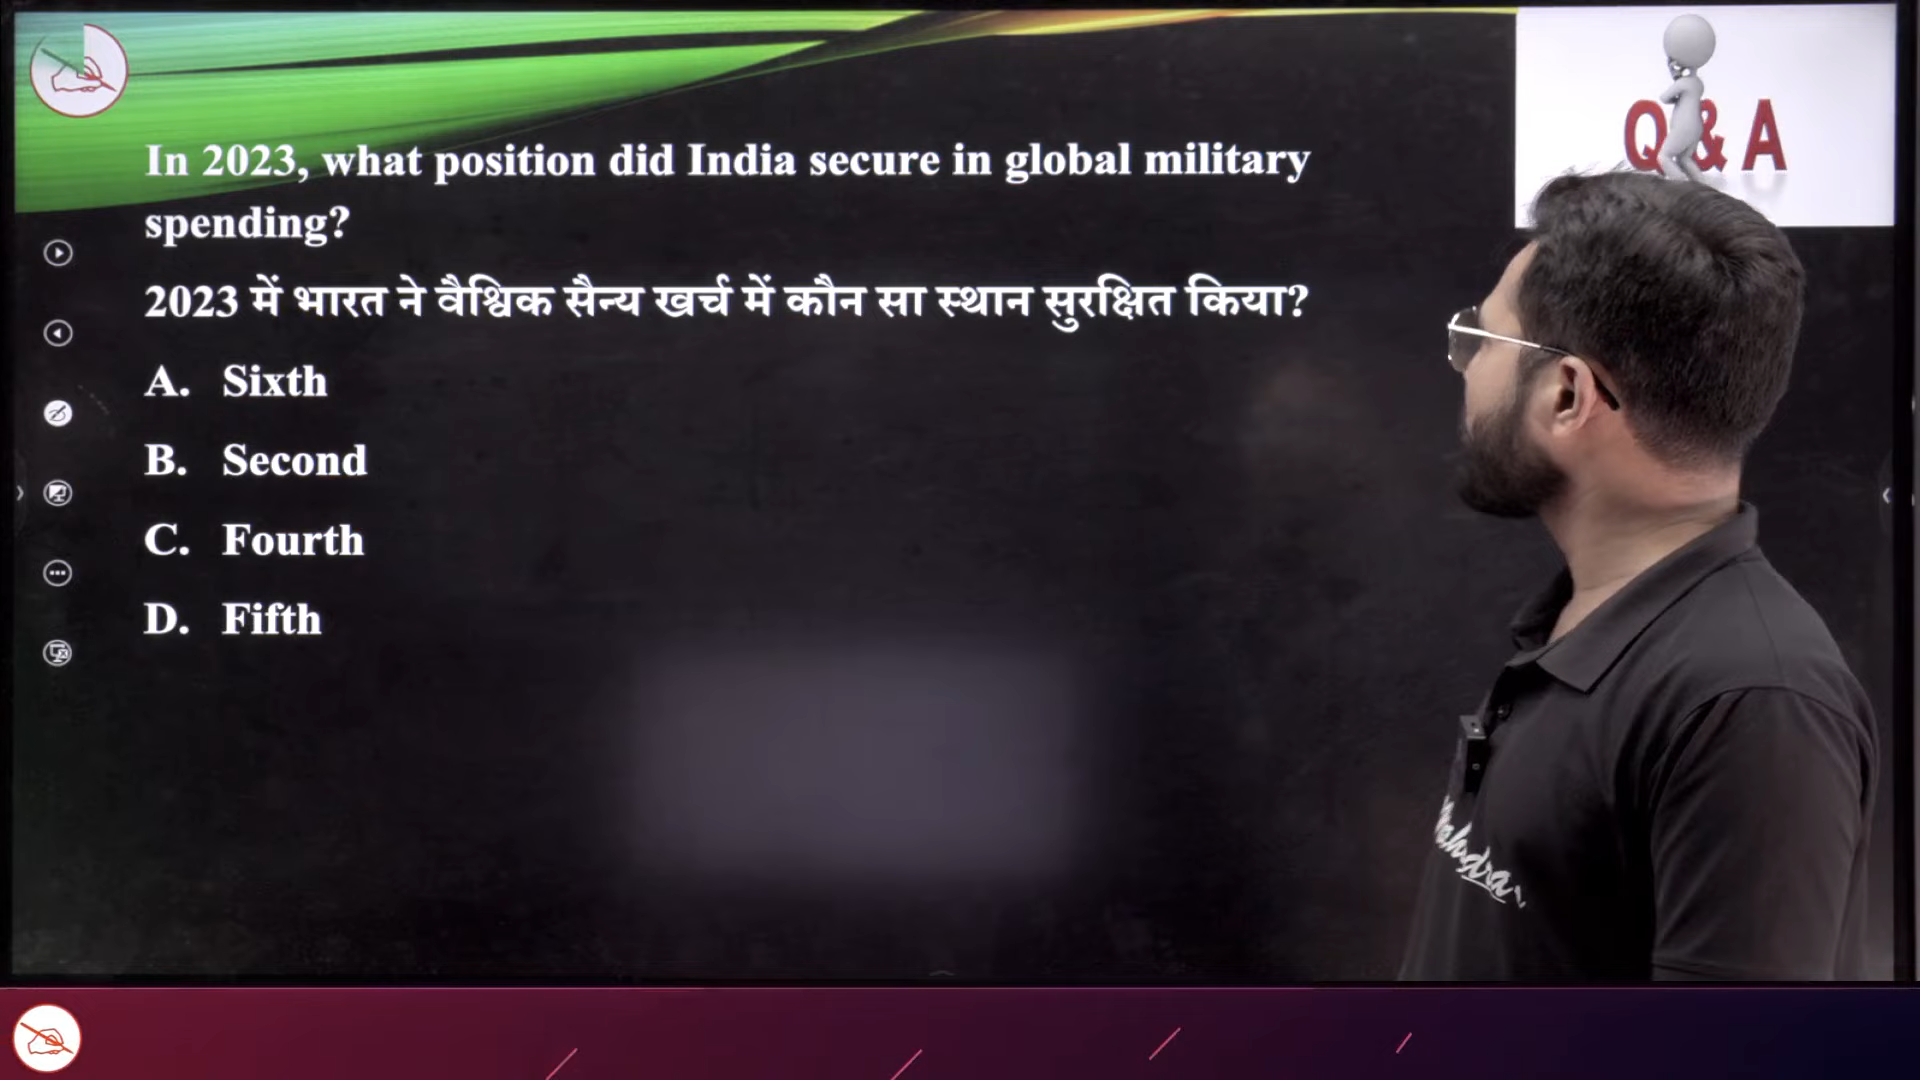 Q & A
In 2023, what position did India secure in global military
spending?
2023 में भारत ने वैश्विक सैन्य खर्च में कौन सा स्थान सुरक्षित किया?
A. Sixth
B. Second
C. Fourth
D. Fifth